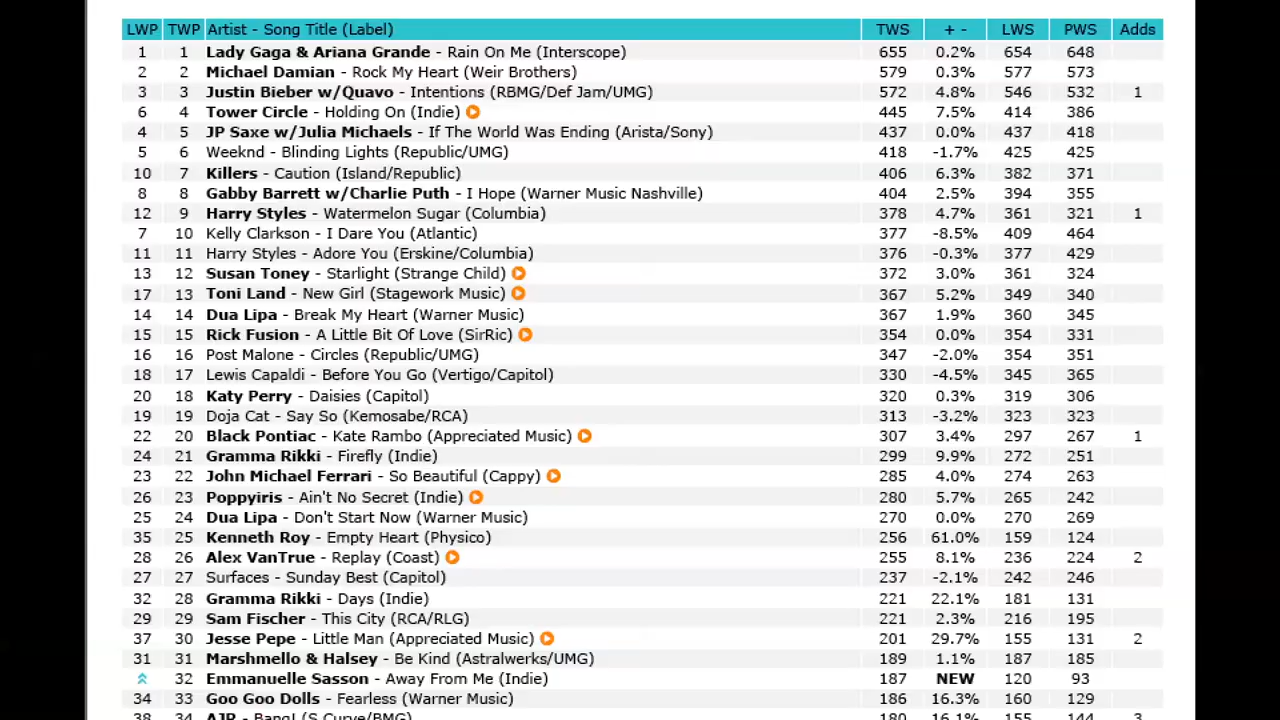 LWP TWP Artist - Song Title (Label) TWS + - LWS PWS Adds
1 1 Lady Gaga & Ariana Grande - Rain On Me (Interscope) 655 0.2% 654 648
2 2 Michael Damian - Rock My Heart (Weir Brothers) 579 0.3% 577 573
3 3 Justin Bieber w/Quavo - Intentions (RBMG/Def Jam/UMG) 572 4.8% 546 532 1
6 4 Tower Circle - Holding On (Indie) 445 7.5% 414 386
4 5 JP Saxe w/Julia Michaels - If The World Was Ending (Arista/Sony) 437 0.0% 437 418
5 6 Weeknd - Blinding Lights (Republic/UMG) 418 -1.7% 425 425
10 7 Killers - Caution (Island/Republic) 406 6.3% 382 371
8 8 Gabby Barrett w/Charlie Puth - I Hope (Warner Music Nashville) 404 2.5% 394 355
12 9 Harry Styles - Watermelon Sugar (Columbia) 378 4.7% 361 321 1
7 10 Kelly Clarkson - I Dare You (Atlantic) 377 -8.5% 409 464
11 11 Harry Styles - Adore You (Erskine/Columbia) 376 -0.3% 377 429
13 12 Susan Toney - Starlight (Strange Child) 372 3.0% 361 324
17 13 Toni Land - New Girl (Stagework Music) 367 5.2% 349 340
14 14 Dua Lipa - Break My Heart (Warner Music) 367 1.9% 360 345
15 15 Rick Fusion - A Little Bit Of Love (SirRic) 354 0.0% 354 331
16 16 Post Malone - Circles (Republic/UMG) 347 -2.0% 354 351
18 17 Lewis Capaldi - Before You Go (Vertigo/Capitol) 330 -4.5% 345 365
20 18 Katy Perry - Daisies (Capitol) 320 0.3% 319 306
19 19 Doja Cat - Say So (Kemosabe/RCA) 313 -3.2% 323 323
22 20 Black Pontiac - Kate Rambo (Appreciated Music) 307 3.4% 297 267 1
24 21 Gramma Rikki - Firefly (Indie) 299 9.9% 272 251
23 22 John Michael Ferrari - So Beautiful (Cappy) 285 4.0% 274 263
26 23 Poppyiris - Ain't No Secret (Indie) 280 5.7% 265 242
25 24 Dua Lipa - Don't Start Now (Warner Music) 270 0.0% 270 269
35 25 Kenneth Roy - Empty Heart (Physico) 256 61.0% 159 124
28 26 Alex VanTrue - Replay (Coast) 255 8.1% 236 224 2
27 27 Surfaces - Sunday Best (Capitol) 237 -2.1% 242 246
32 28 Gramma Rikki - Days (Indie) 221 22.1% 181 131
29 29 Sam Fischer - This City (RCA/RLG) 221 2.3% 216 195
37 30 Jesse Pepe - Little Man (Appreciated Music) 201 29.7% 155 131 2
31 31 Marshmello & Halsey - Be Kind (Astralwerks/UMG) 189 1.1% 187 185
32 Emmanuelle Sasson - Away From Me (Indie) 187 NEW 120 93
34 33 Goo Goo Dolls - Fearless (Warner Music) 186 16.3% 160 129
38 34 AJR - Bang! (S Curve/BMG) 180 16.1% 155 144 3